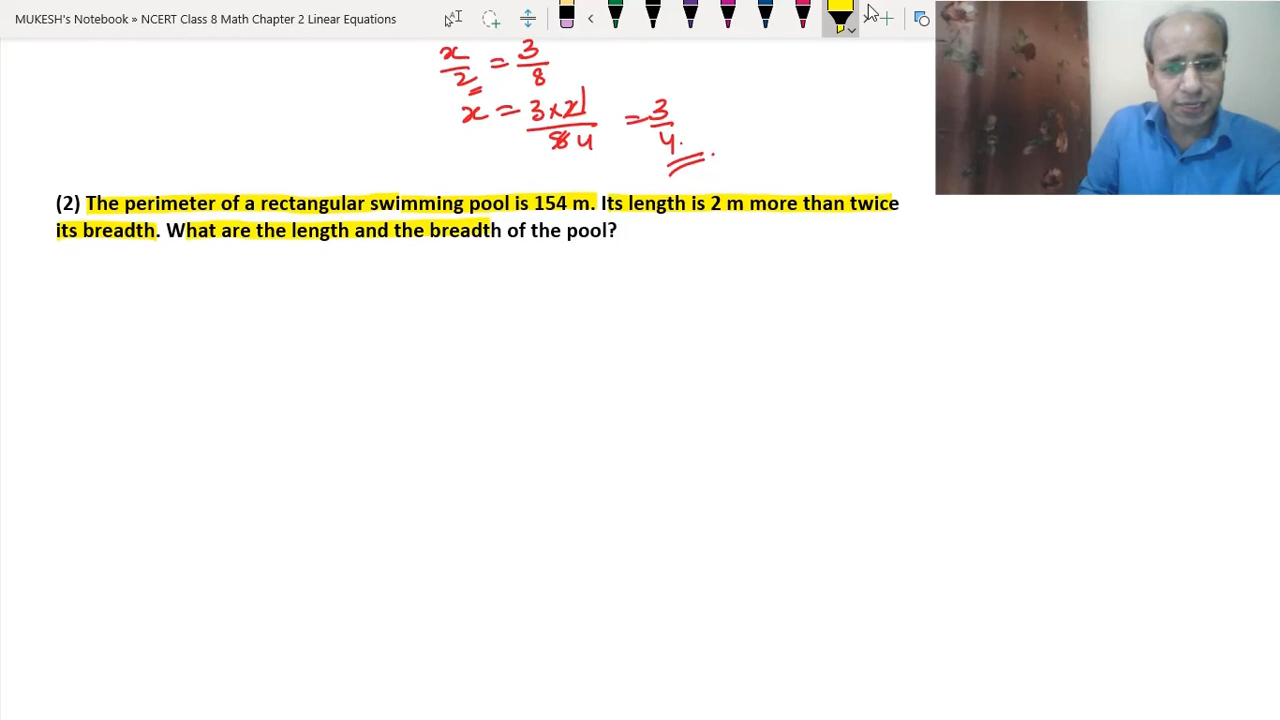 MUKESH's Notebook » NCERT Class 8 Math Chapter 2 Linear Equations
x/2 = 3/8
x = 3×2 1/8 4 = 3/4.
(2) The perimeter of a rectangular swimming pool is 154 m. Its length is 2 m more than twice
its breadth. What are the length and the breadth of the pool?